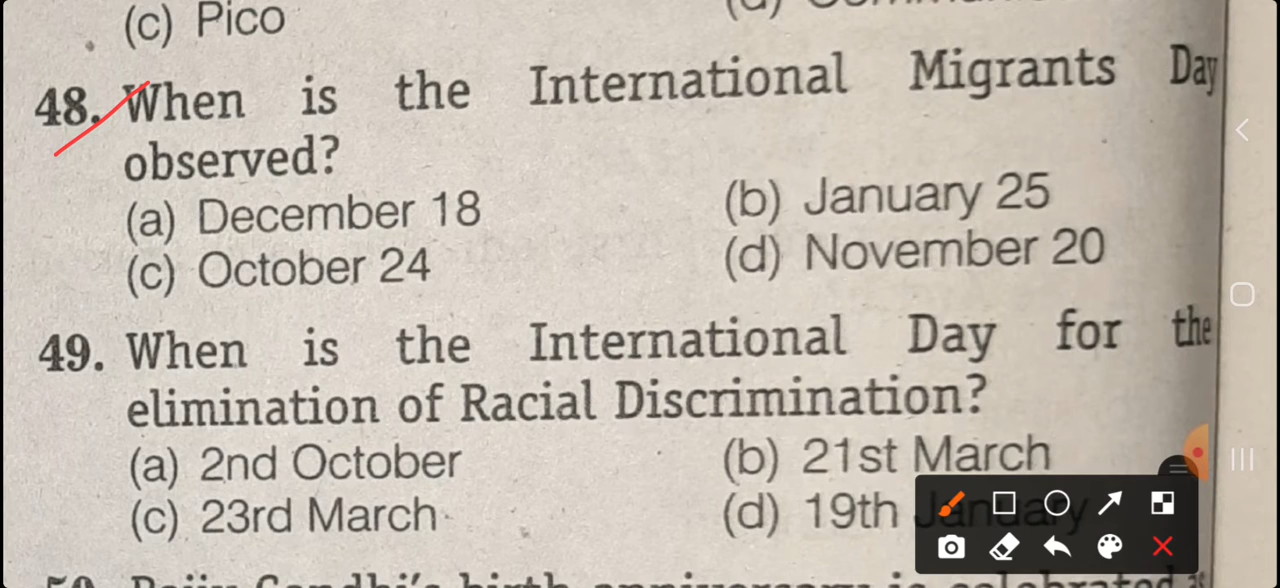 (c) Pico
48. When is the International Migrants Day
observed?
(a) December 18 (b) January 25
(c) October 24 (d) November 20
49. When is the International Day for the
elimination of Racial Discrimination?
(a) 2nd October (b) 21st March
(c) 23rd March (d) 19th January